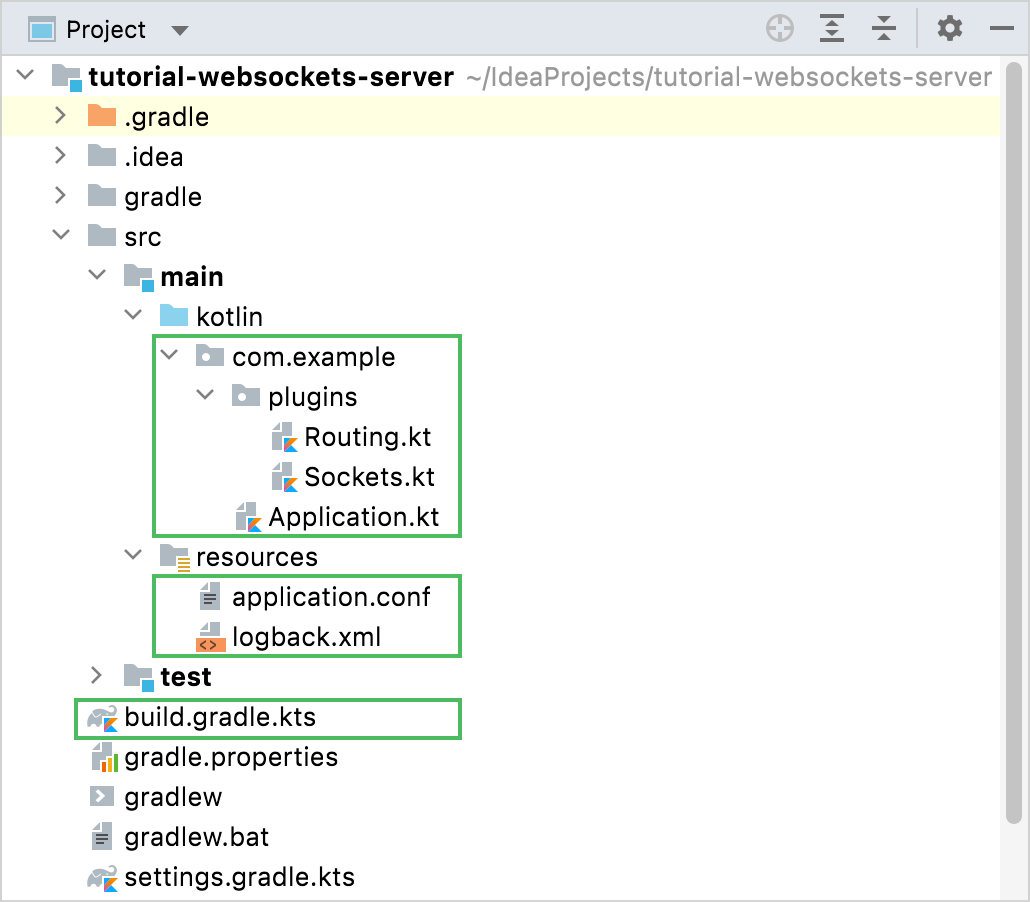 Project
tutorial-websockets-server ~/IdeaProjects/tutorial-websockets-server
.gradle
.idea
gradle
src
main
kotlin
com.example
plugins
Routing.kt
Sockets.kt
Application.kt
resources
application.conf
logback.xml
test
build.gradle.kts
gradle.properties
gradlew
gradlew.bat
settings.gradle.kts